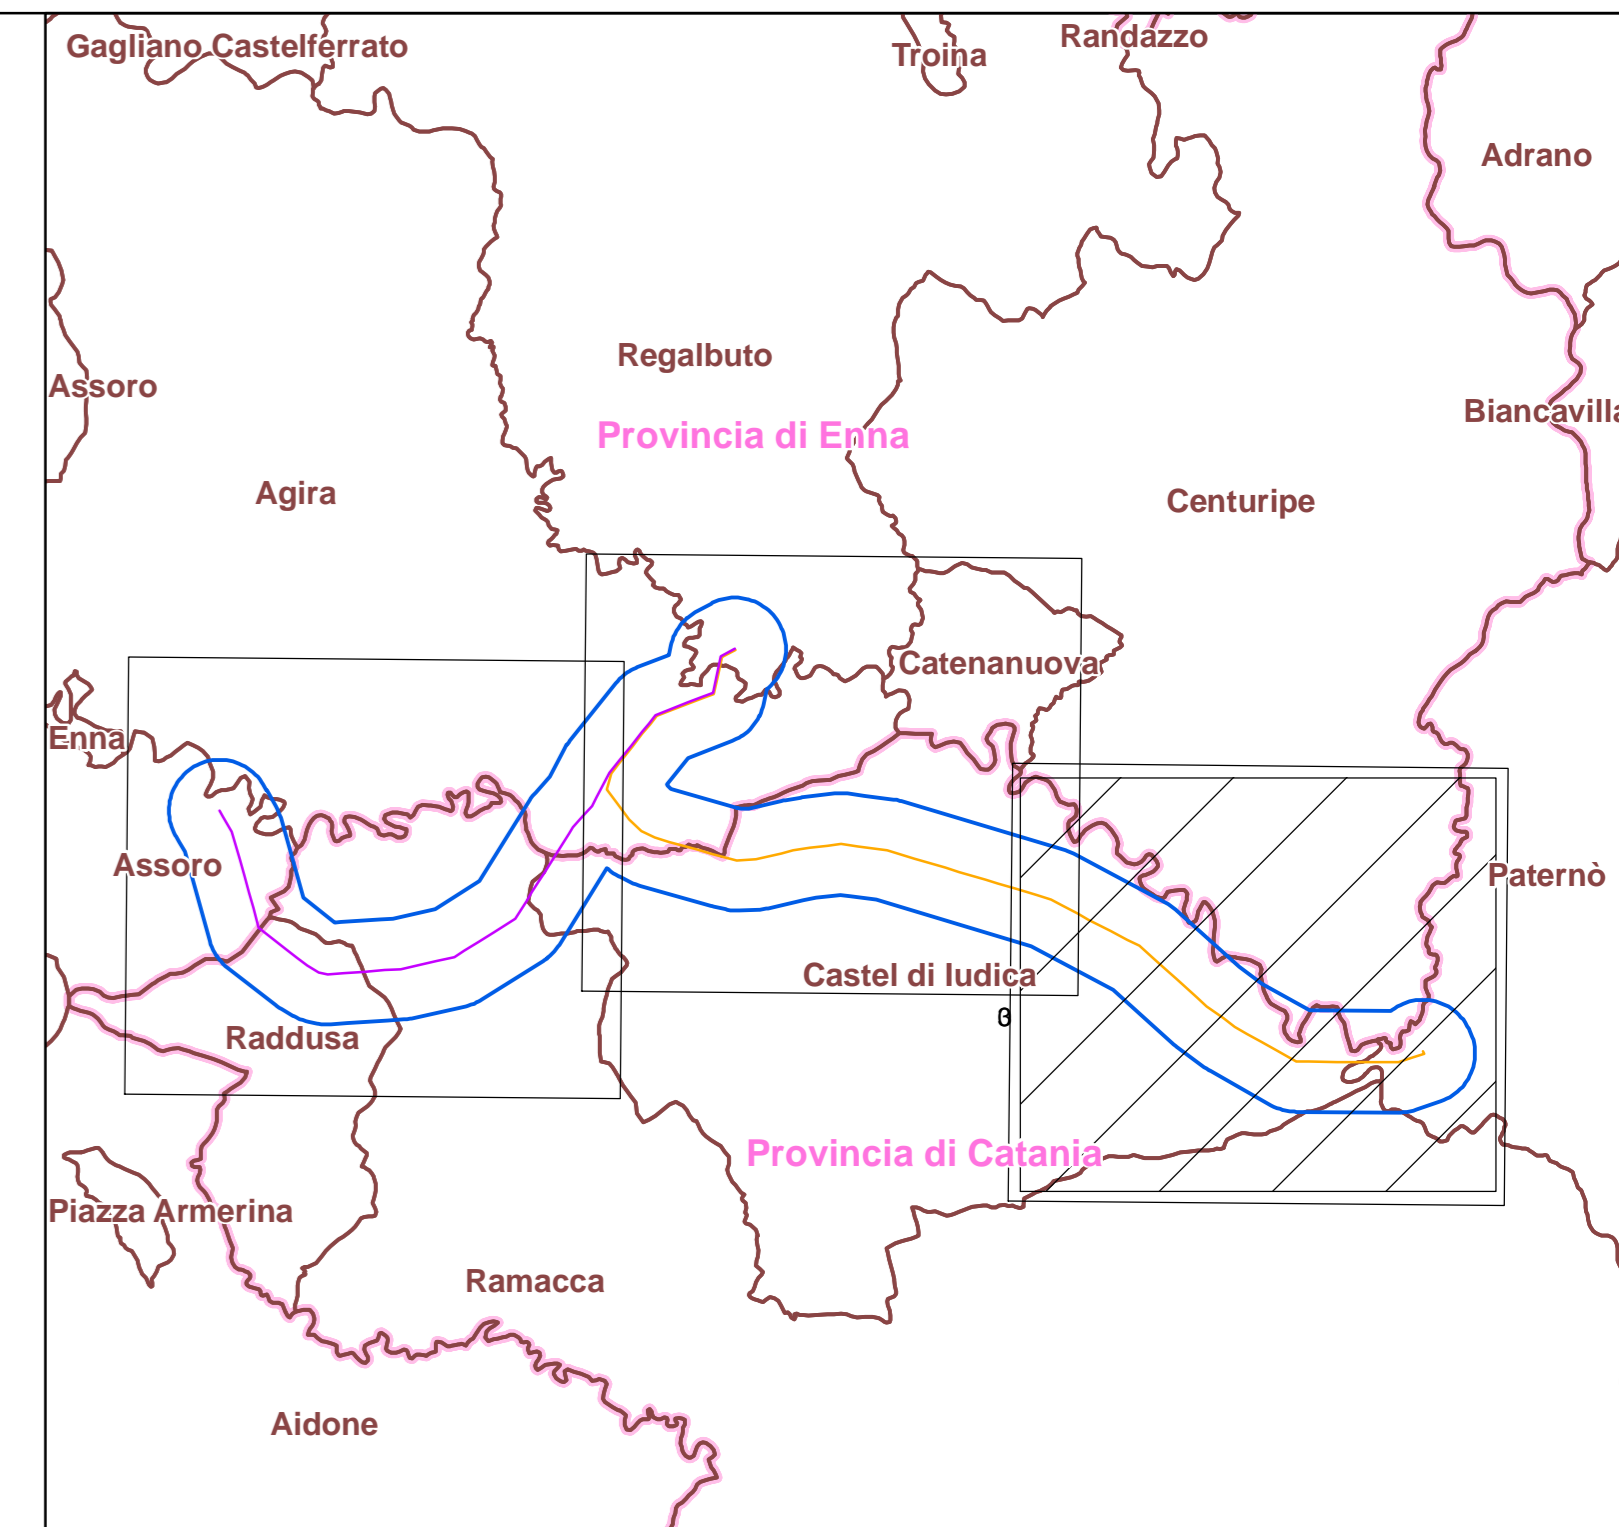 Randazzo
Gagliano Castelferrato
Troina
Adrano
Regalbuto
Assoro
Biancavilla
Provincia di Enna
Agira
Centuripe
Catenanuova
Enna
Assoro
Paternò
Castel di Iudica
3
Raddusa
Provincia di Catania
Piazza Armerina
Ramacca
Aidone